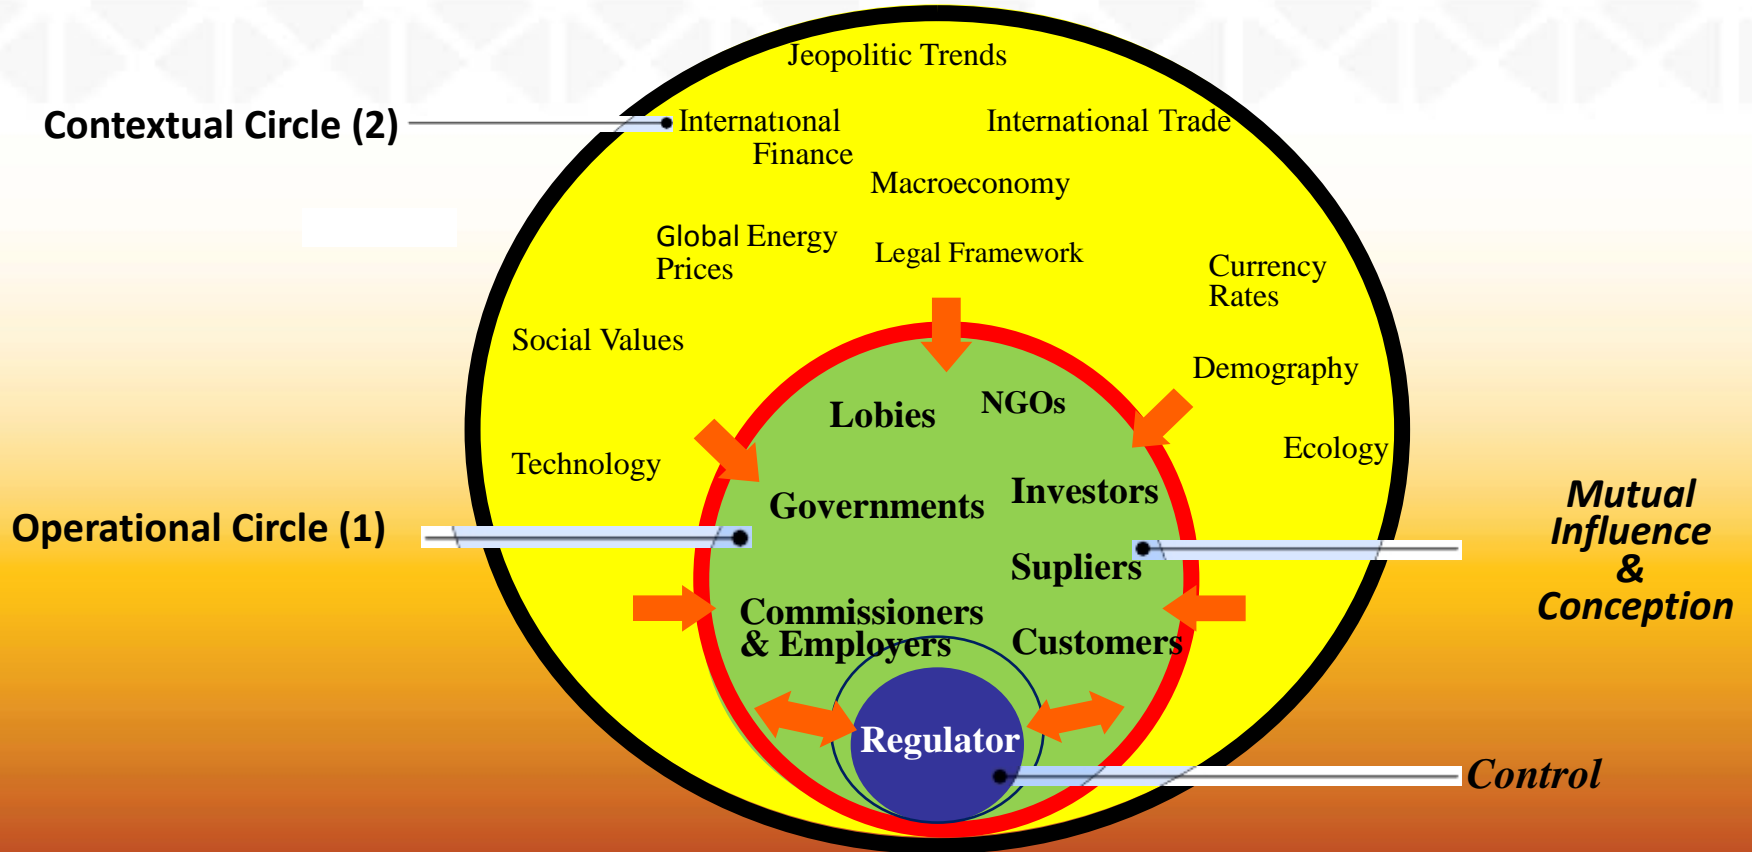 Jeopolitic Trends
Contextual Circle (2)
International
Finance
International Trade
Macroeconomy
Global Energy
Prices
Legal Framework
Currency
Rates
Social Values
Demography
Lobies
NGOs
Technology
Ecology
Governments
Investors
Operational Circle (1)
Mutual
Influence
&
Conception
Supliers
Commissioners
& Employers
Customers
Regulator
Control